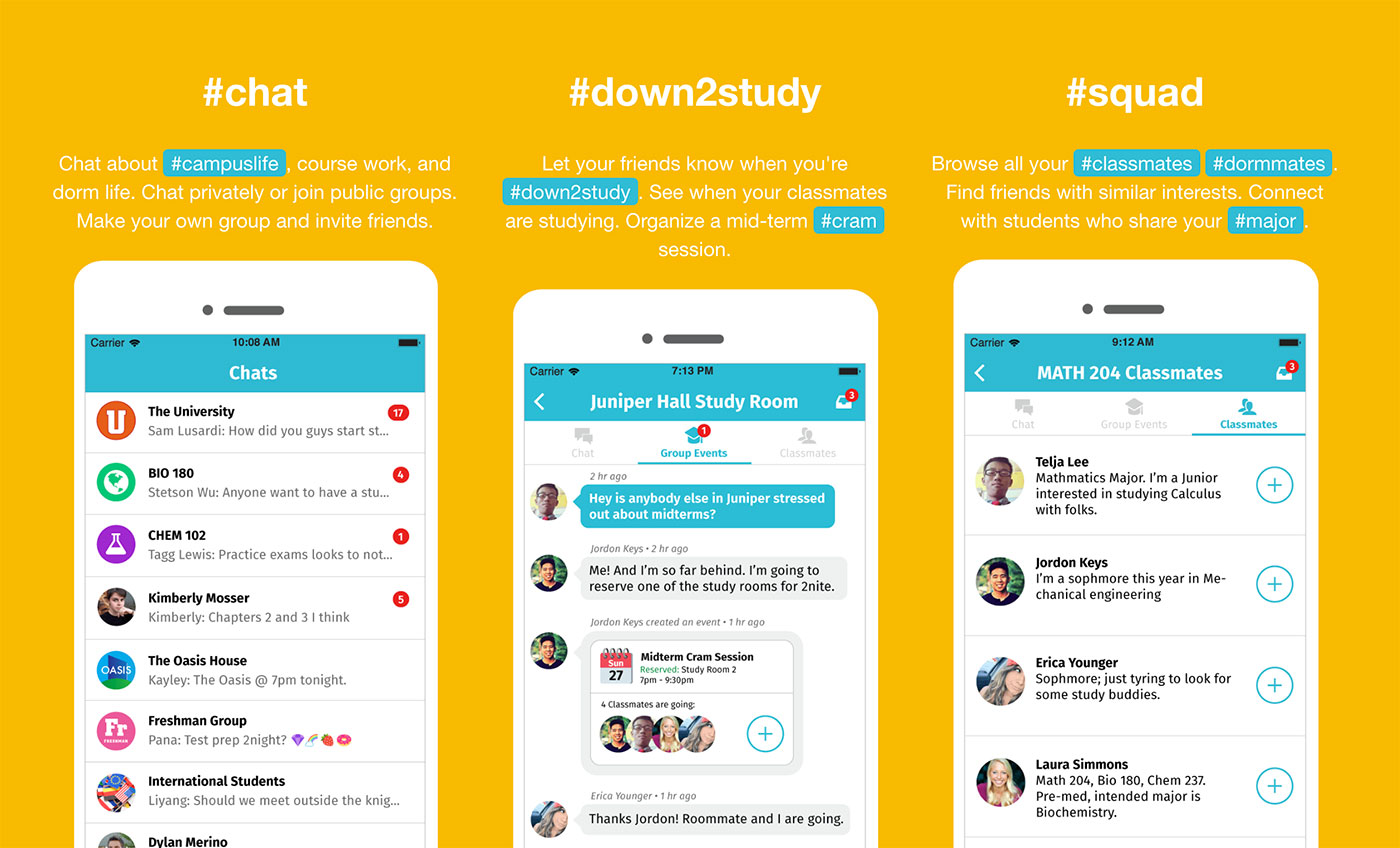 #chat
Chat about #campuslife, course work, and
dorm life. Chat privately or join public groups.
Make your own group and invite friends.
Carrier 10:08 AM
Chats
The University
17
Sam Lusardi: How did you guys start st...
BIO 180
4
Stetson Wu: Anyone want to have a stu...
CHEM 102
1
Tagg Lewis: Practice exams looks to not...
Kimberly Mosser
5
Kimberly: Chapters 2 and 3 I think
OASIS
The Oasis House
Kayley: The Oasis @ 7pm tonight.
Fr
FRESHMAN
Freshman Group
Pana: Test prep 2night? 💎🌈🍓🍩
International Students
Liyang: Should we meet outside the knig...
Dylan Merino
#down2study
Let your friends know when you're
#down2study. See when your classmates
are studying. Organize a mid-term #cram
session.
Carrier 7:13 PM
Juniper Hall Study Room
3
1
Chat Group Events Classmates
2 hr ago
Hey is anybody else in Juniper stressed
out about midterms?
Jordon Keys • 2 hr ago
Me! And I'm so far behind. I'm going to
reserve one of the study rooms for 2nite.
Jordon Keys created an event • 1 hr ago
Sun
27
Midterm Cram Session
Reserved: Study Room 2
7pm - 9:30pm
4 Classmates are going:
Erica Younger • 1 hr ago
Thanks Jordon! Roommate and I are going.
#squad
Browse all your #classmates #dormmates.
Find friends with similar interests. Connect
with students who share your #major.
Carrier 9:12 AM
MATH 204 Classmates
3
Chat Group Events Classmates
Telja Lee
Mathmatics Major. I'm a Junior
interested in studying Calculus
with folks.
Jordon Keys
I'm a sophmore this year in Me-
chanical engineering
Erica Younger
Sophmore; just tyring to look for
some study buddies.
Laura Simmons
Math 204, Bio 180, Chem 237.
Pre-med, intended major is
Biochemistry.